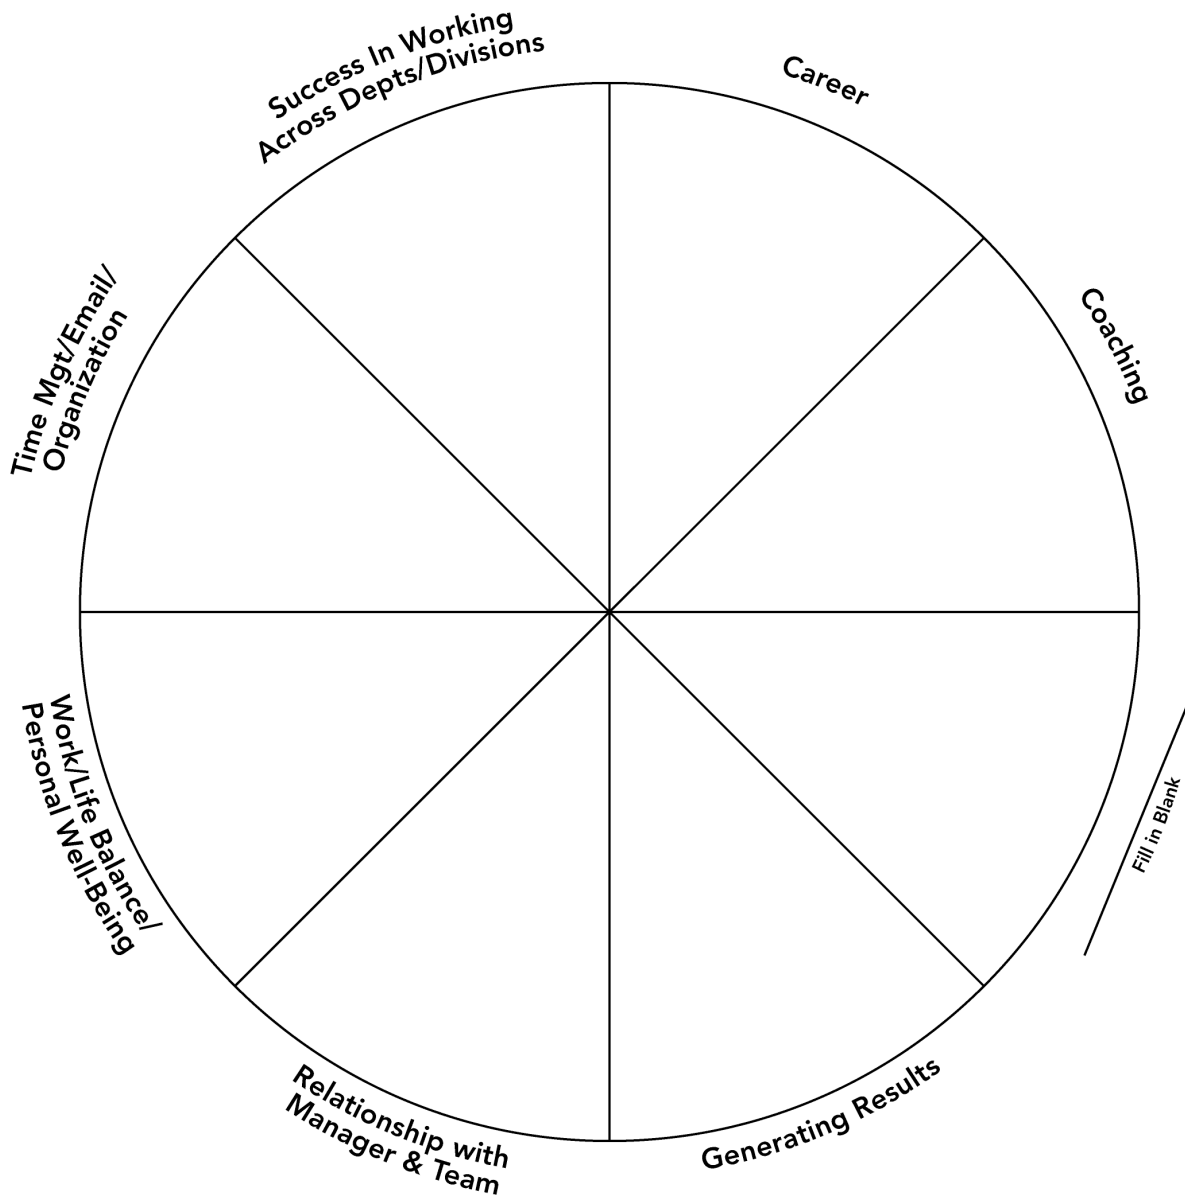 Success In Working
Across Depts/Divisions
Career
Coaching
Fill in Blank
Generating Results
Relationship with
Manager & Team
Work/Life Balance/
Personal Well-Being
Time Mgt/Email/
Organization